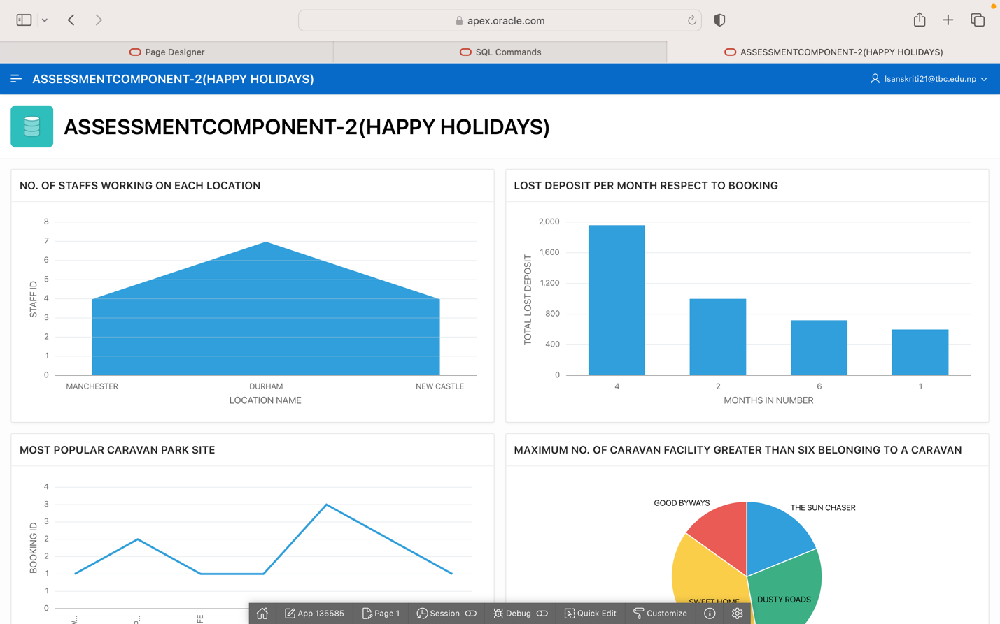 apex.oracle.com
Page Designer
SQL Commands
ASSESSMENTCOMPONENT-2(HAPPY HOLIDAYS)
ASSESSMENTCOMPONENT-2(HAPPY HOLIDAYS)
lsanskriti21@tbc.edu.np
ASSESSMENTCOMPONENT-2(HAPPY HOLIDAYS)
NO. OF STAFFS WORKING ON EACH LOCATION
8
7
6
5
4
3
2
1
0
STAFF ID
MANCHESTER DURHAM NEW CASTLE
LOCATION NAME
LOST DEPOSIT PER MONTH RESPECT TO BOOKING
2,000
1,600
1,200
800
400
0
TOTAL LOST DEPOSIT
4 2 6 1
MONTHS IN NUMBER
MOST POPULAR CARAVAN PARK SITE
4
3
3
2
2
1
1
0
BOOKING ID
FE
MAXIMUM NO. OF CARAVAN FACILITY GREATER THAN SIX BELONGING TO A CARAVAN
GOOD BYWAYS
THE SUN CHASER
SWEET HOME
DUSTY ROADS
App 135585
Page 1
Session
Debug
Quick Edit
Customize